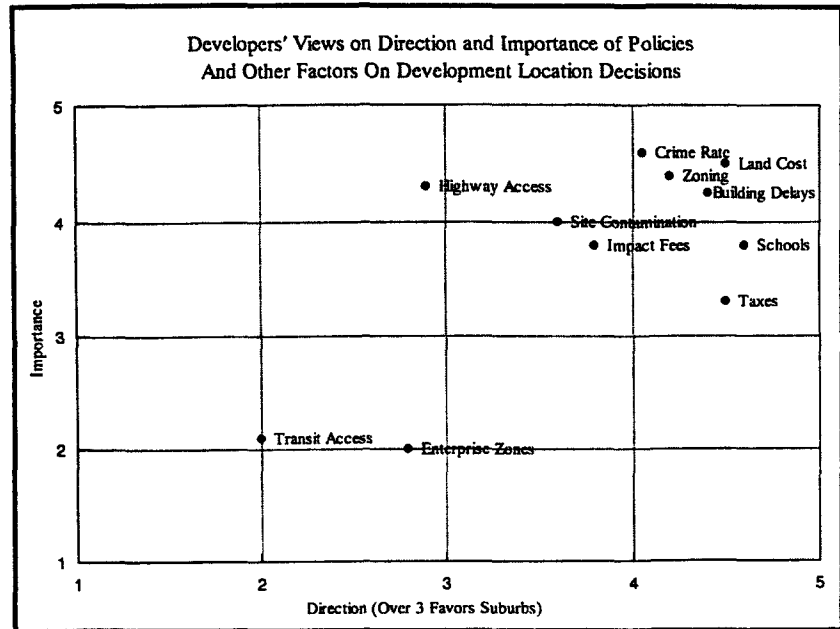 Developers' Views on Direction and Importance of Policies
And Other Factors On Development Location Decisions
5
Crime Rate
Land Cost
Zoning
Highway Access
Building Delays
4
Site Contamination
Impact Fees
Schools
Taxes
Importance
3
Transit Access
Enterprise Zones
2
1
1
2
3
4
5
Direction (Over 3 Favors Suburbs)